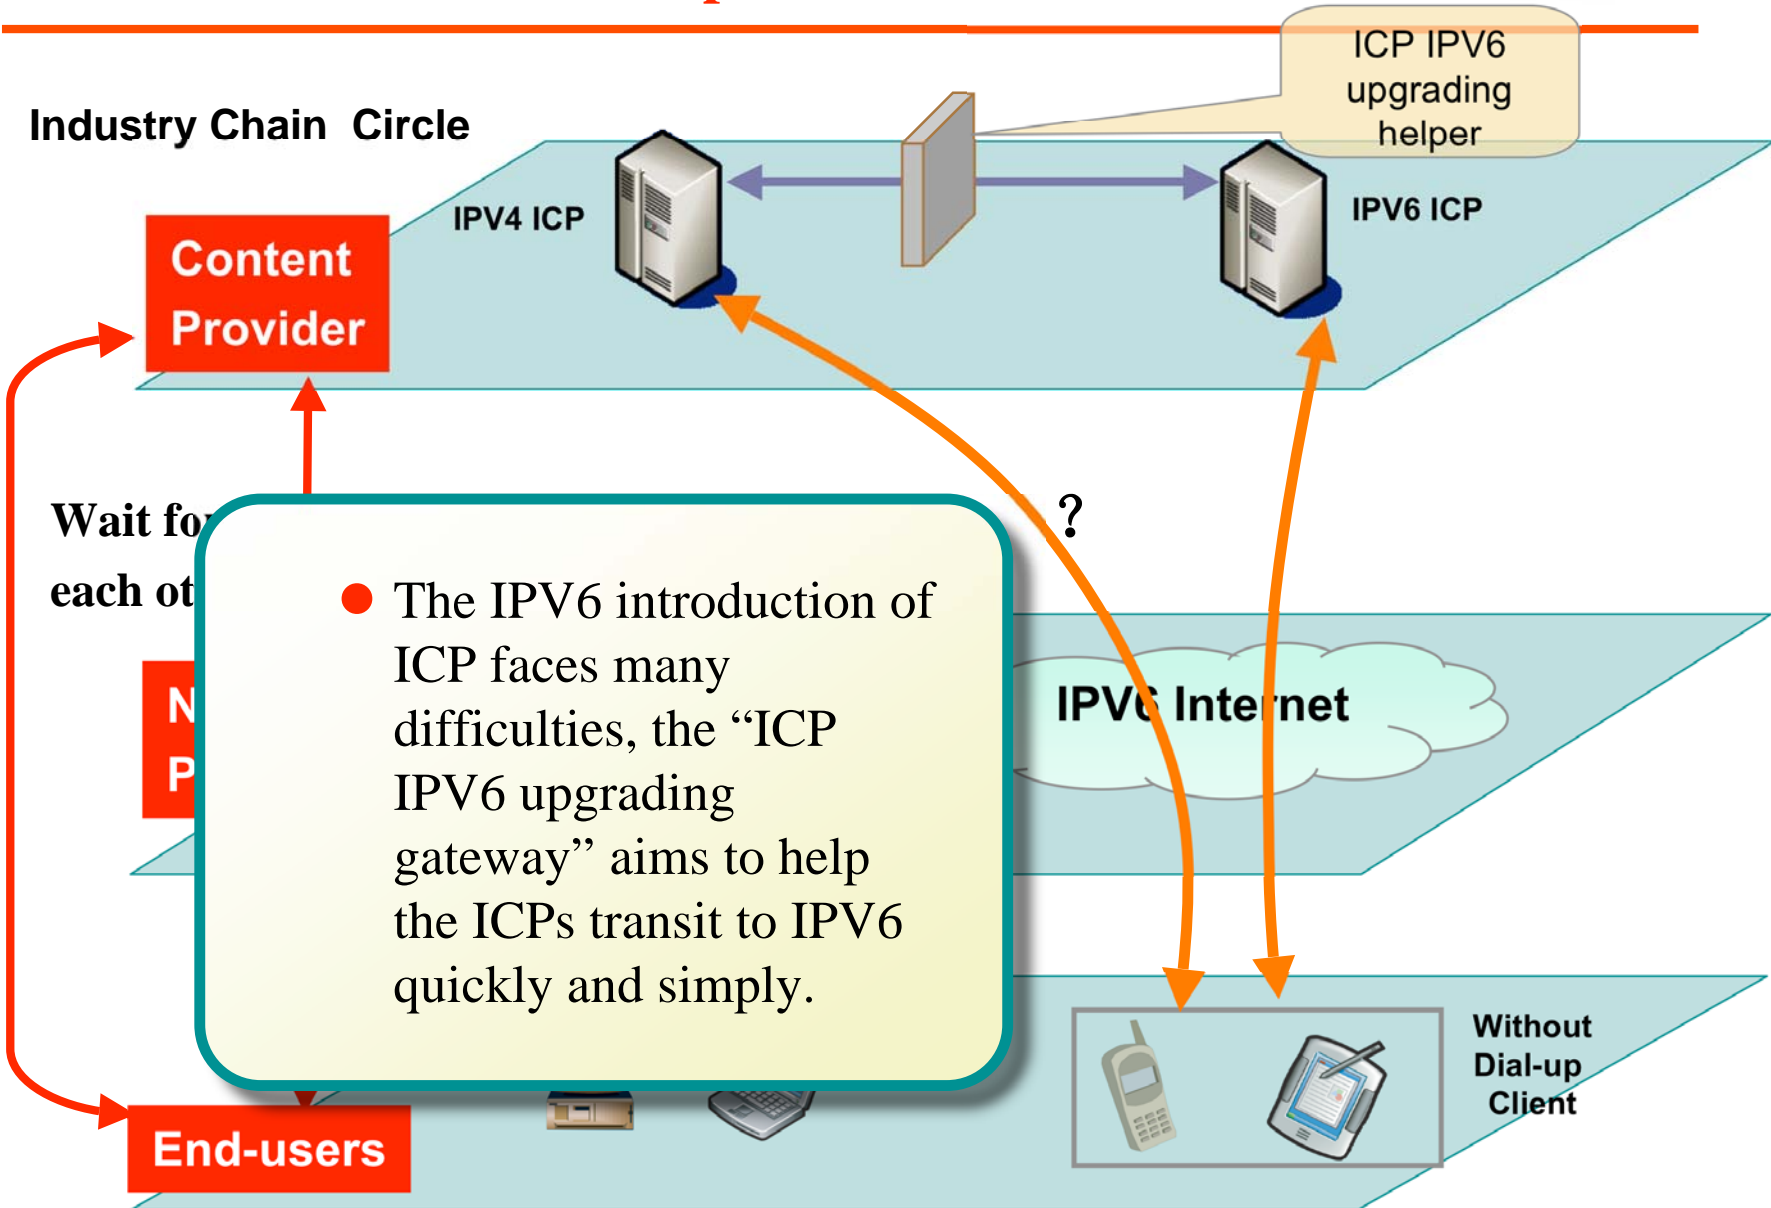 ICP IPV6
upgrading
helper
Industry Chain Circle
IPV4 ICP
IPV6 ICP
Content
Provider
Wait
?
each
The IPV6 introduction of
ICP faces many
difficulties, the “ICP
IPV6 upgrading
gateway” aims to help
the ICPs transit to IPV6
quickly and simply.
IPV6 Internet
Without
Dial-up
Client
End-users